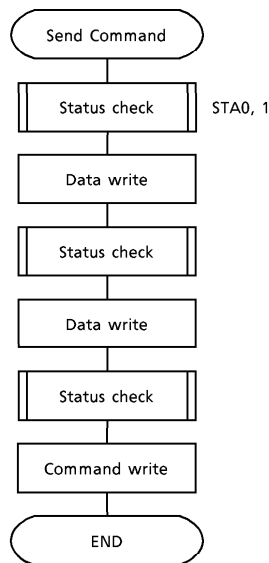 Send Command
Status check STA0, 1
Data write
Status check
Data write
Status check
Command write
END